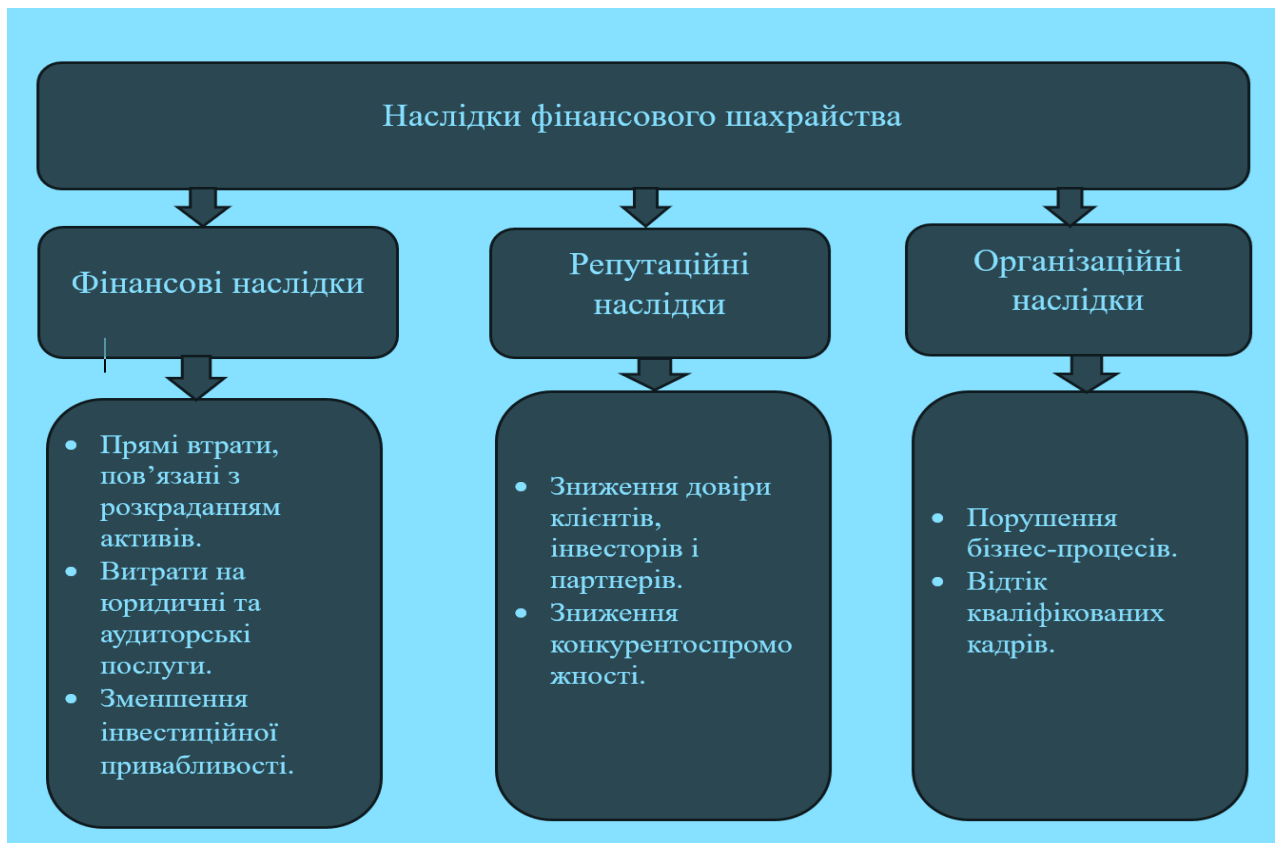 Наслідки фінансового шахрайства
Фінансові наслідки
Репутаційні
наслідки
Організаційні
наслідки
• Прямі втрати,
пов’язані з
розкраданням
активів.
• Витрати на
юридичні та
аудиторські
послуги.
• Зменшення
інвестиційної
привабливості.
• Зниження довіри
клієнтів,
інвесторів і
партнерів.
• Зниження
конкурентоспромо
жності.
• Порушення
бізнес-процесів.
• Відтік
кваліфікованих
кадрів.